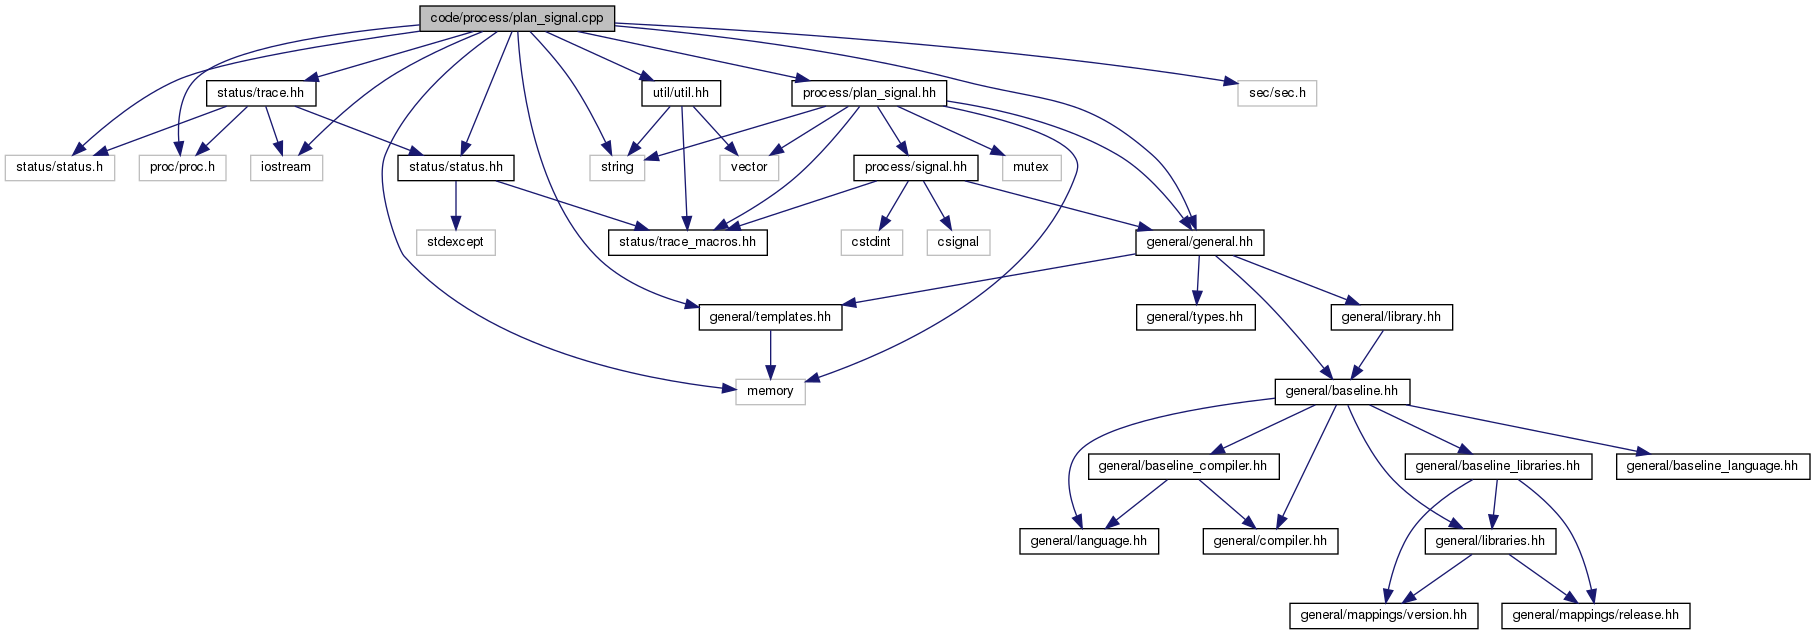 code/process/plan_signal.cpp
status/trace.hh
util/util.hh
process/plan_signal.hh
sec/sec.h
status/status.h
proc/proc.h
iostream
status/status.hh
string
vector
process/signal.hh
mutex
stdexcept
status/trace_macros.hh
cstdint
csignal
general/general.hh
general/templates.hh
general/types.hh
general/library.hh
memory
general/baseline.hh
general/baseline_compiler.hh
general/baseline_libraries.hh
general/baseline_language.hh
general/language.hh
general/compiler.hh
general/libraries.hh
general/mappings/version.hh
general/mappings/release.hh